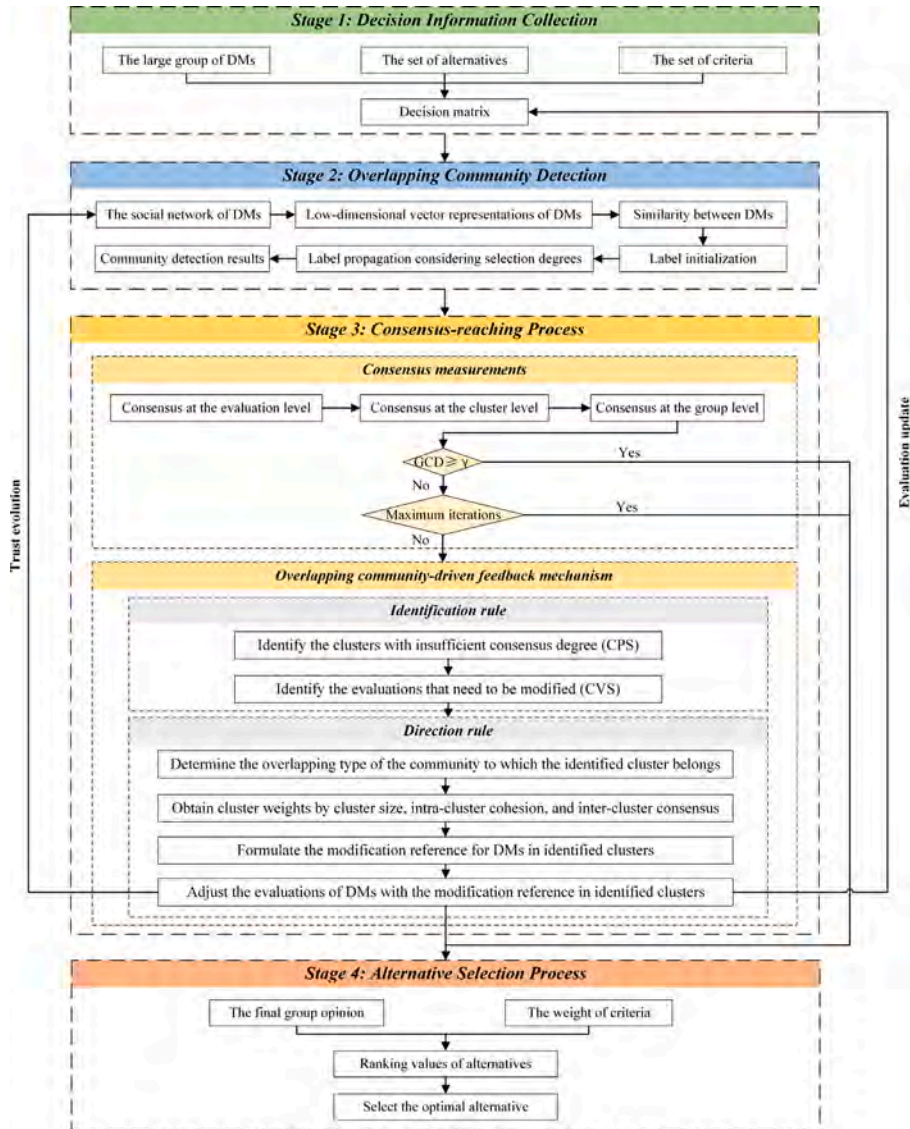 Stage 1: Decision Information Collection
The large group of DMs
The set of alternatives
The set of criteria
Decision matrix
Stage 2: Overlapping Community Detection
The social network of DMs
Low-dimensional vector representations of DMs
Similarity between DMs
Community detection results
Label propagation considering selection degrees
Label initialization
Stage 3: Consensus-reaching Process
Consensus measurements
Consensus at the evaluation level
Consensus at the cluster level
Consensus at the group level
GCD ≥ γ
Yes
No
Maximum iterations
Yes
No
Trust evolution
Evaluation update
Overlapping community-driven feedback mechanism
Identification rule
Identify the clusters with insufficient consensus degree (CPS)
Identify the evaluations that need to be modified (CVS)
Direction rule
Determine the overlapping type of the community to which the identified cluster belongs
Obtain cluster weights by cluster size, intra-cluster cohesion, and inter-cluster consensus
Formulate the modification reference for DMs in identified clusters
Adjust the evaluations of DMs with the modification reference in identified clusters
Stage 4: Alternative Selection Process
The final group opinion
The weight of criteria
Ranking values of alternatives
Select the optimal alternative